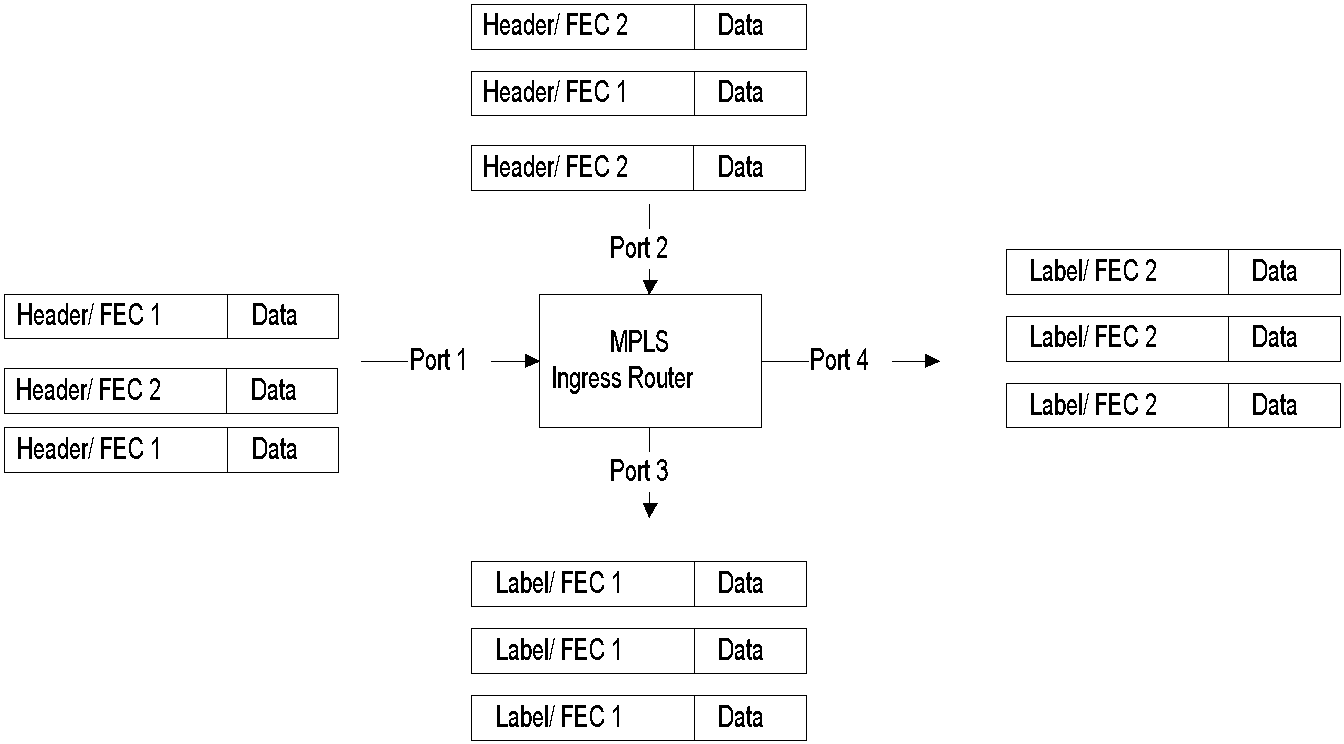 Header/ FEC 2 Data
Header/ FEC 1 Data
Header/ FEC 2 Data
Port 2
Header/ FEC 1 Data
Header/ FEC 2 Data
Header/ FEC 1 Data
Port 1
MPLS
Ingress Router
Port 4
Label/ FEC 2 Data
Label/ FEC 2 Data
Label/ FEC 2 Data
Port 3
Label/ FEC 1 Data
Label/ FEC 1 Data
Label/ FEC 1 Data